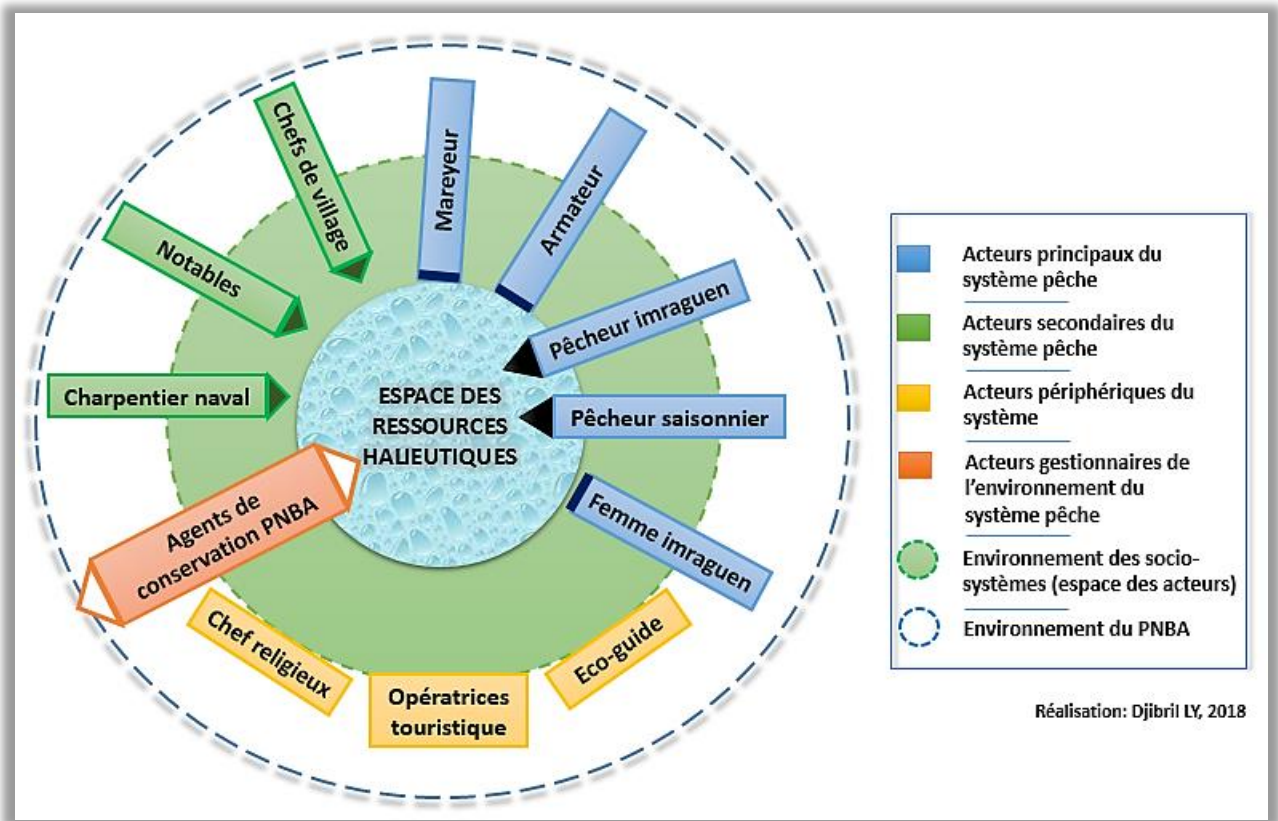 Chefs de village
Mareyeur
Armateur
Notables
Pêcheur imraguen
Charpentier naval
ESPACE DES
RESSOURCES
HALIEUTIQUES
Pêcheur saisonnier
Agents de
conservation PNBA
Femme imraguen
Chef religieux
Opératrices
touristique
Eco-guide
Acteurs principaux du
système pêche
Acteurs secondaires du
système pêche
Acteurs périphériques du
système
Acteurs gestionnaires de
l'environnement du
système pêche
Environnement des socio-
systèmes (espace des acteurs)
Environnement du PNBA
Réalisation: Djibril LY, 2018